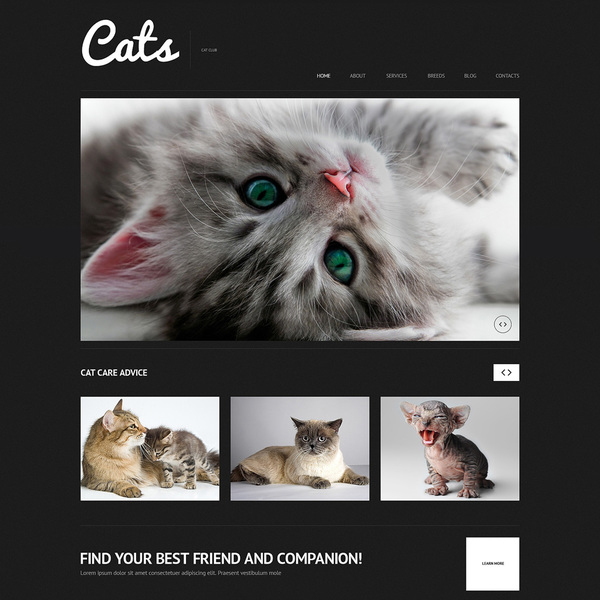 Cats
CAT CLUB
HOME ABOUT SERVICES BREEDS BLOG CONTACTS
CAT CARE ADVICE
FIND YOUR BEST FRIEND AND COMPANION!
Lorem ipsum dolor sit amet consectetuer adipiscing elit. Praesent vestibulum mole
LEARN MORE